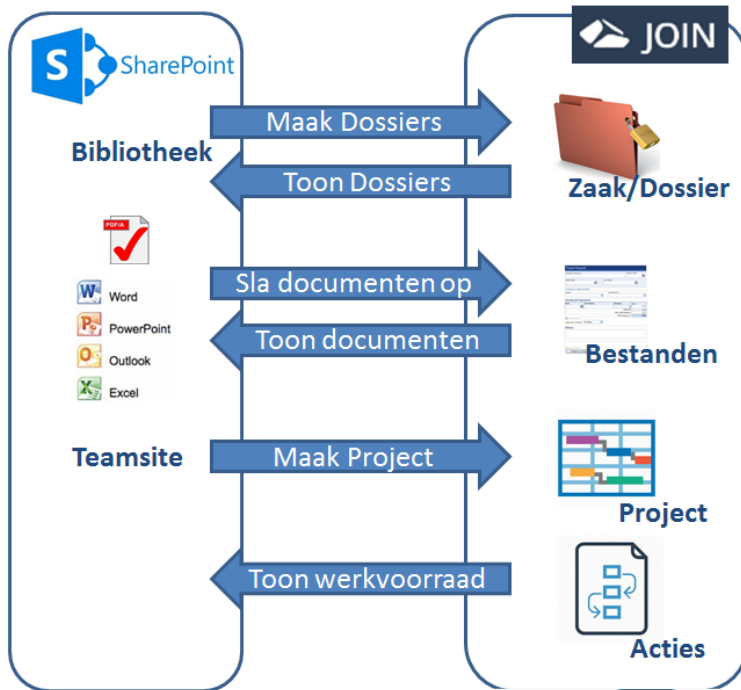 S SharePoint
JOIN
Maak Dossiers
Bibliotheek
Toon Dossiers
Zaak/Dossier
PDF/A
Sla documenten op
Word
PowerPoint
Toon documenten
Outlook
Bestanden
Excel
Teamsite
Maak Project
Project
Toon werkvoorraad
Acties